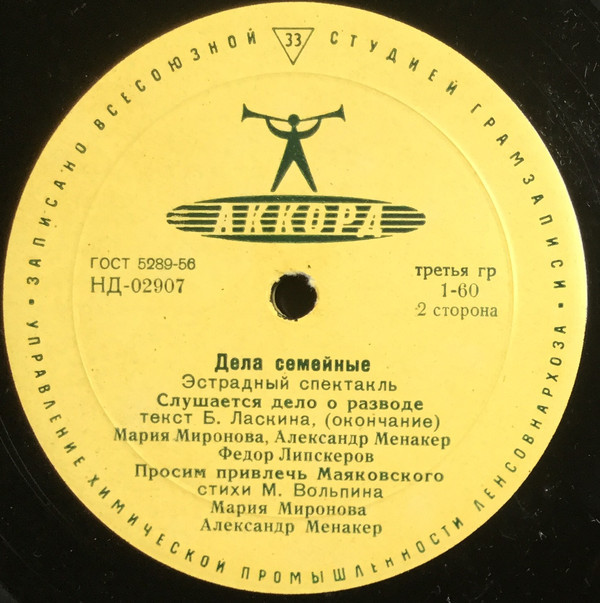 ЗАПИСАНО ВСЕСОЮЗНОЙ 33 СТУДИЕЙ ГРАМЗАПИСИ
АККОРД
ГОСТ 5289-56
НД-02907
третья гр
1-60
2 сторона
Дела семейные
Эстрадный спектакль
Слушается дело о разводе
текст Б. Ласкина, (окончание)
Мария Миронова, Александр Менакер
Федор Липскеров
Просим привлечь Маяковского
стихи М. Вольпина
Мария Миронова
Александр Менакер
УПРАВЛЕНИЕ ХИМИЧЕСКОЙ ПРОМЫШЛЕННОСТИ ЛЕНСОВНАРХОЗА